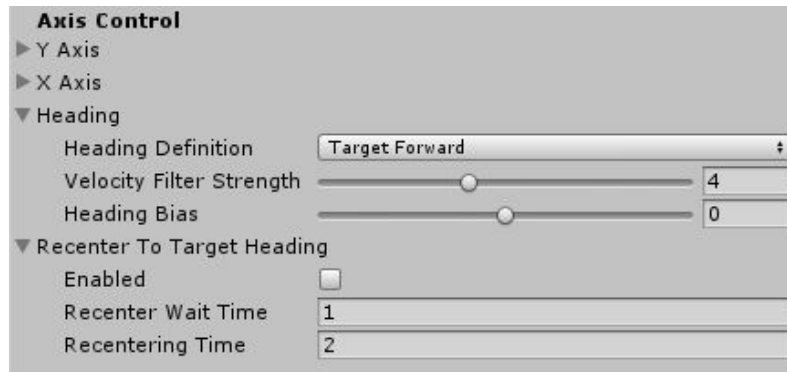 Axis Control
Y Axis
X Axis
Heading
Heading Definition Target Forward
Velocity Filter Strength 4
Heading Bias 0
Recenter To Target Heading
Enabled
Recenter Wait Time 1
Recentering Time 2